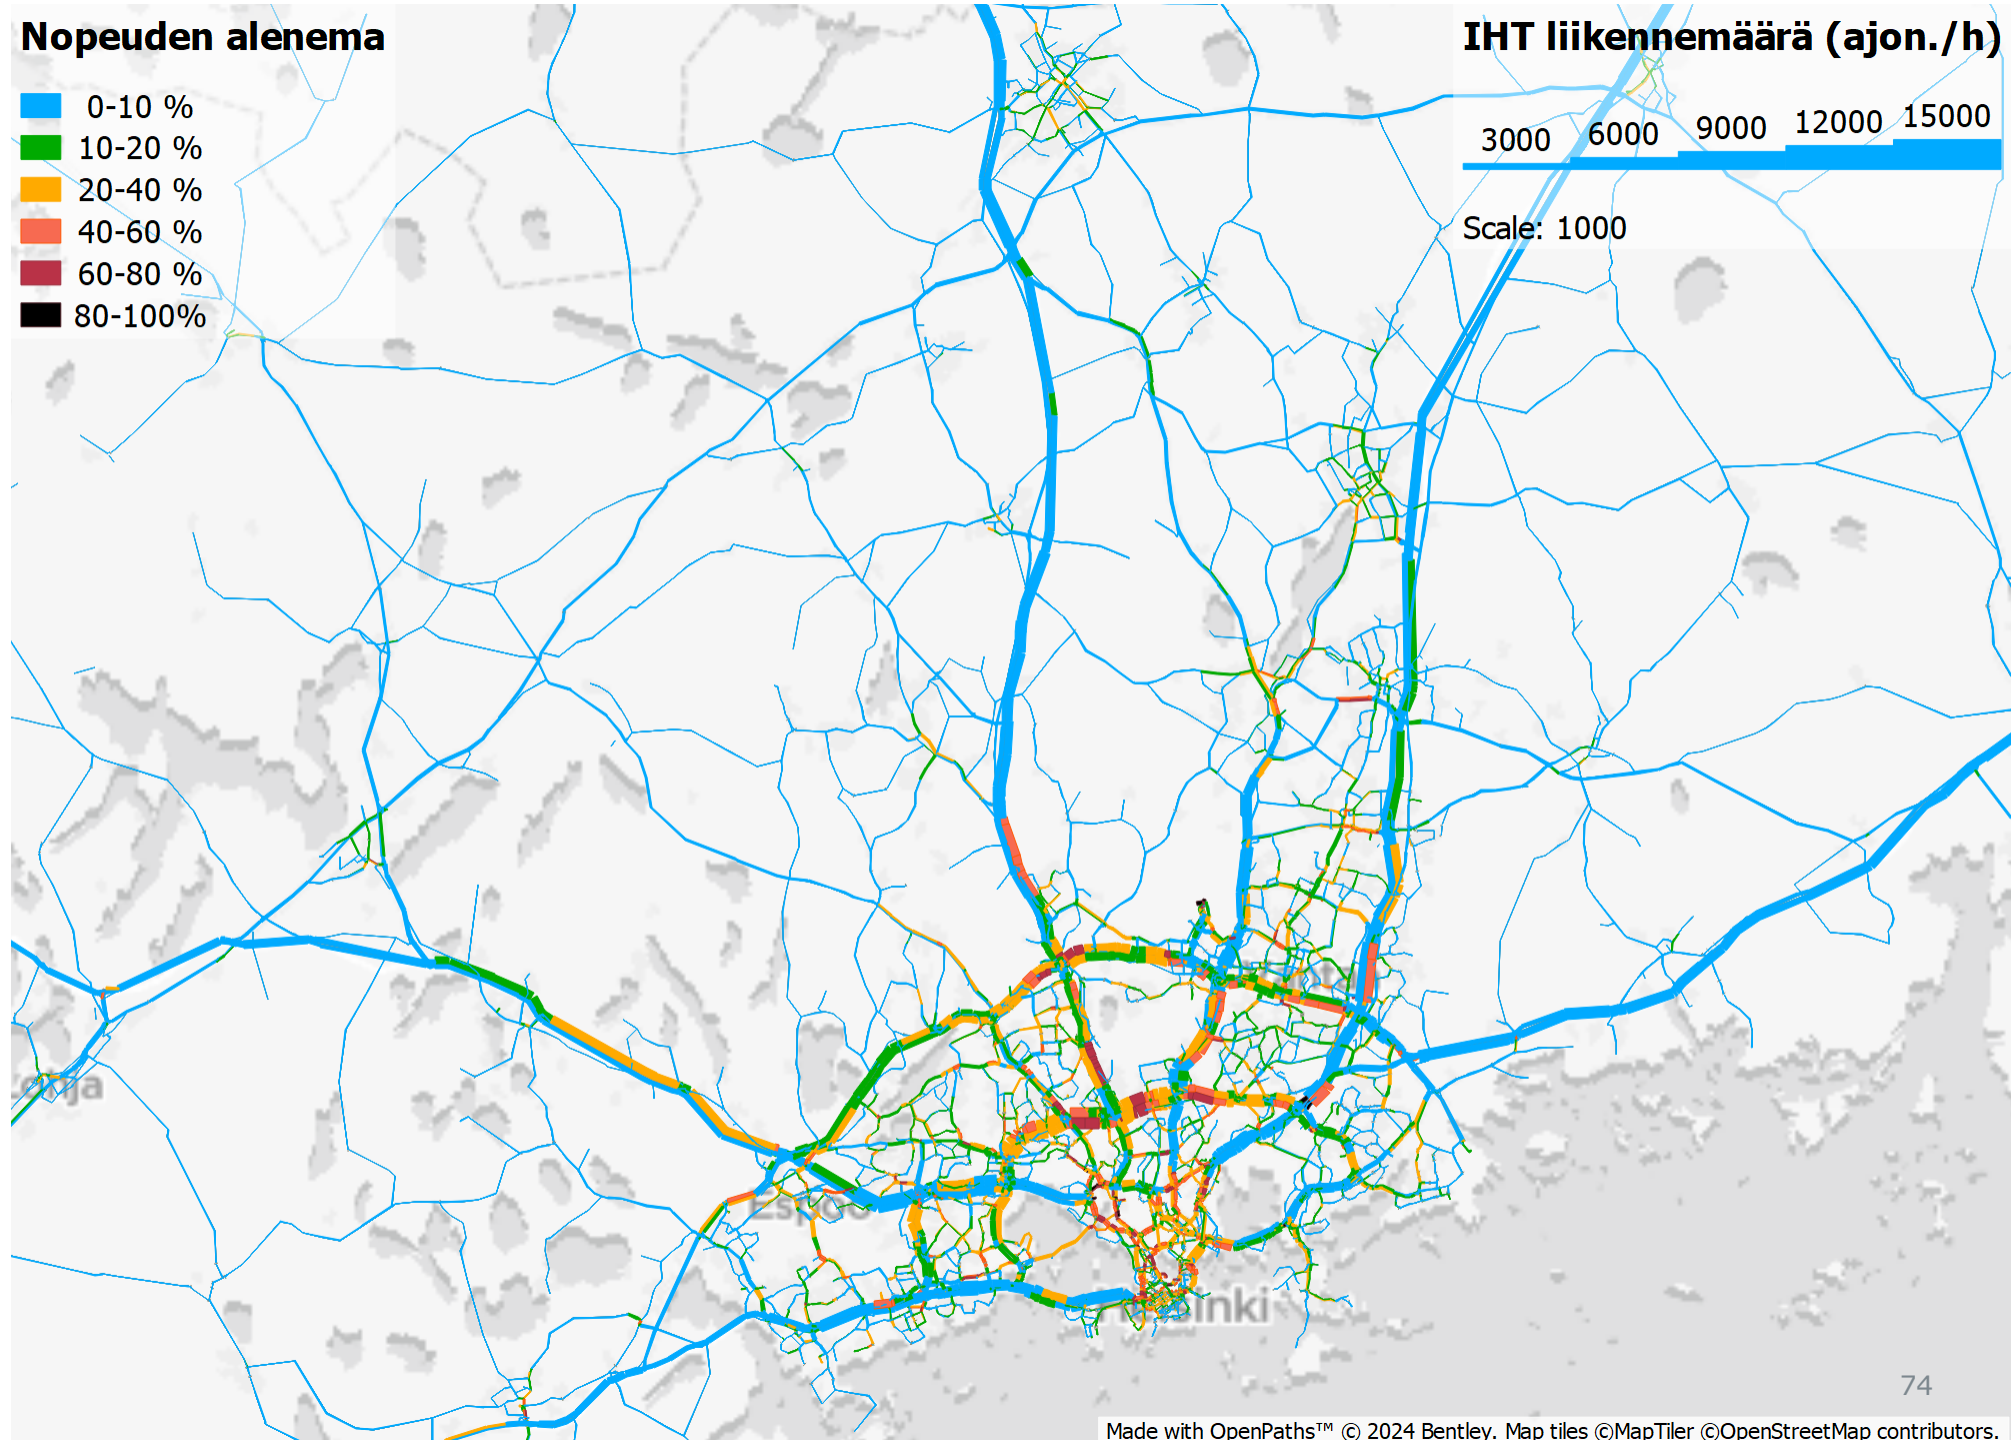 Nopeuden alenema
0-10 %
10-20 %
20-40 %
40-60 %
60-80 %
80-100%
IHT liikennemäärä (ajon./h)
3000 6000 9000 12000 15000
Scale: 1000
Espoo
74
Made with OpenPaths™ © 2024 Bentley. Map tiles ©MapTiler ©OpenStreetMap contributors.